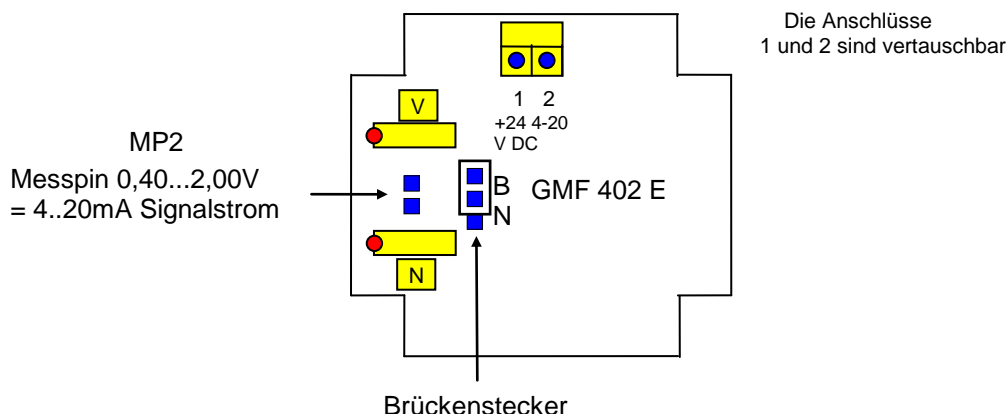 Die Anschlüsse
1 und 2 sind vertauschbar
1 2
+24 4-20
V DC
V
MP2
Messpin 0,40...2,00V
= 4..20mA Signalstrom
B
N
GMF 402 E
N
Brückenstecker